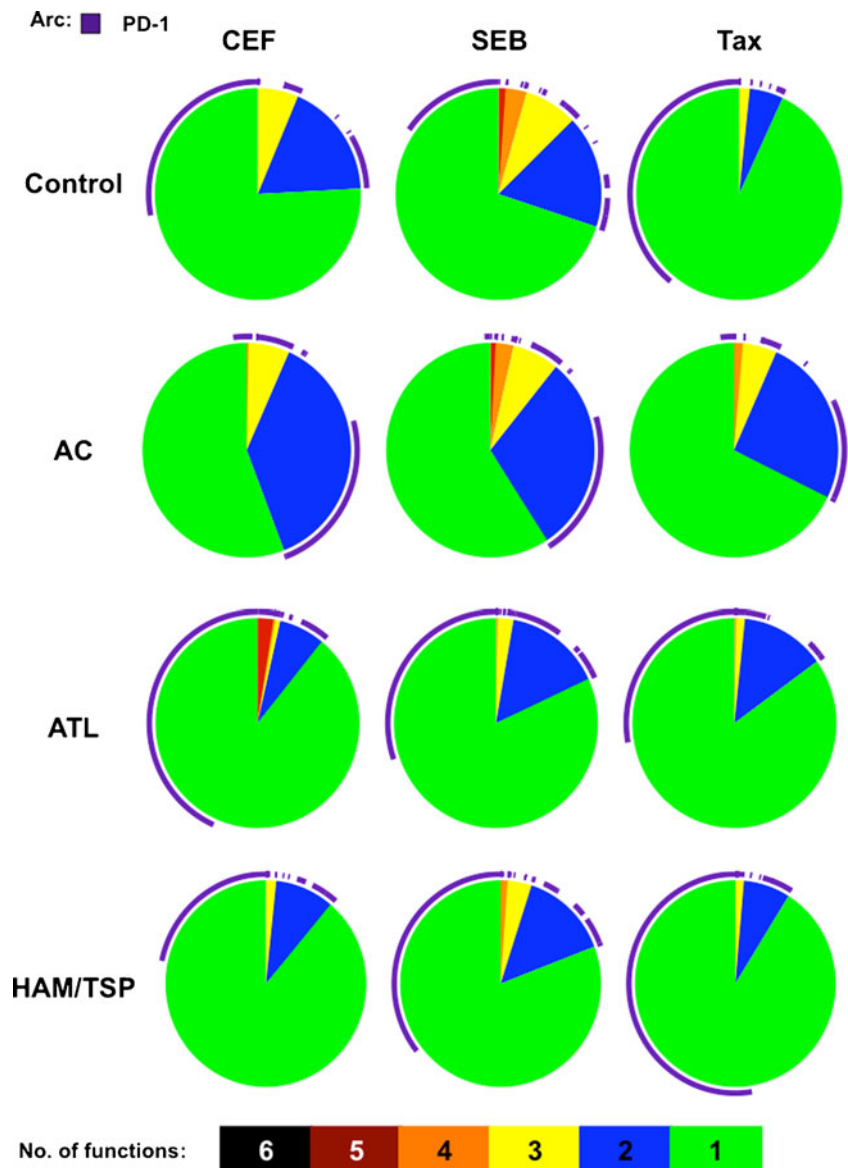 Arc: PD-1
CEF SEB Tax
Control
AC
ATL
HAM/TSP
No. of functions: 6 5 4 3 2 1